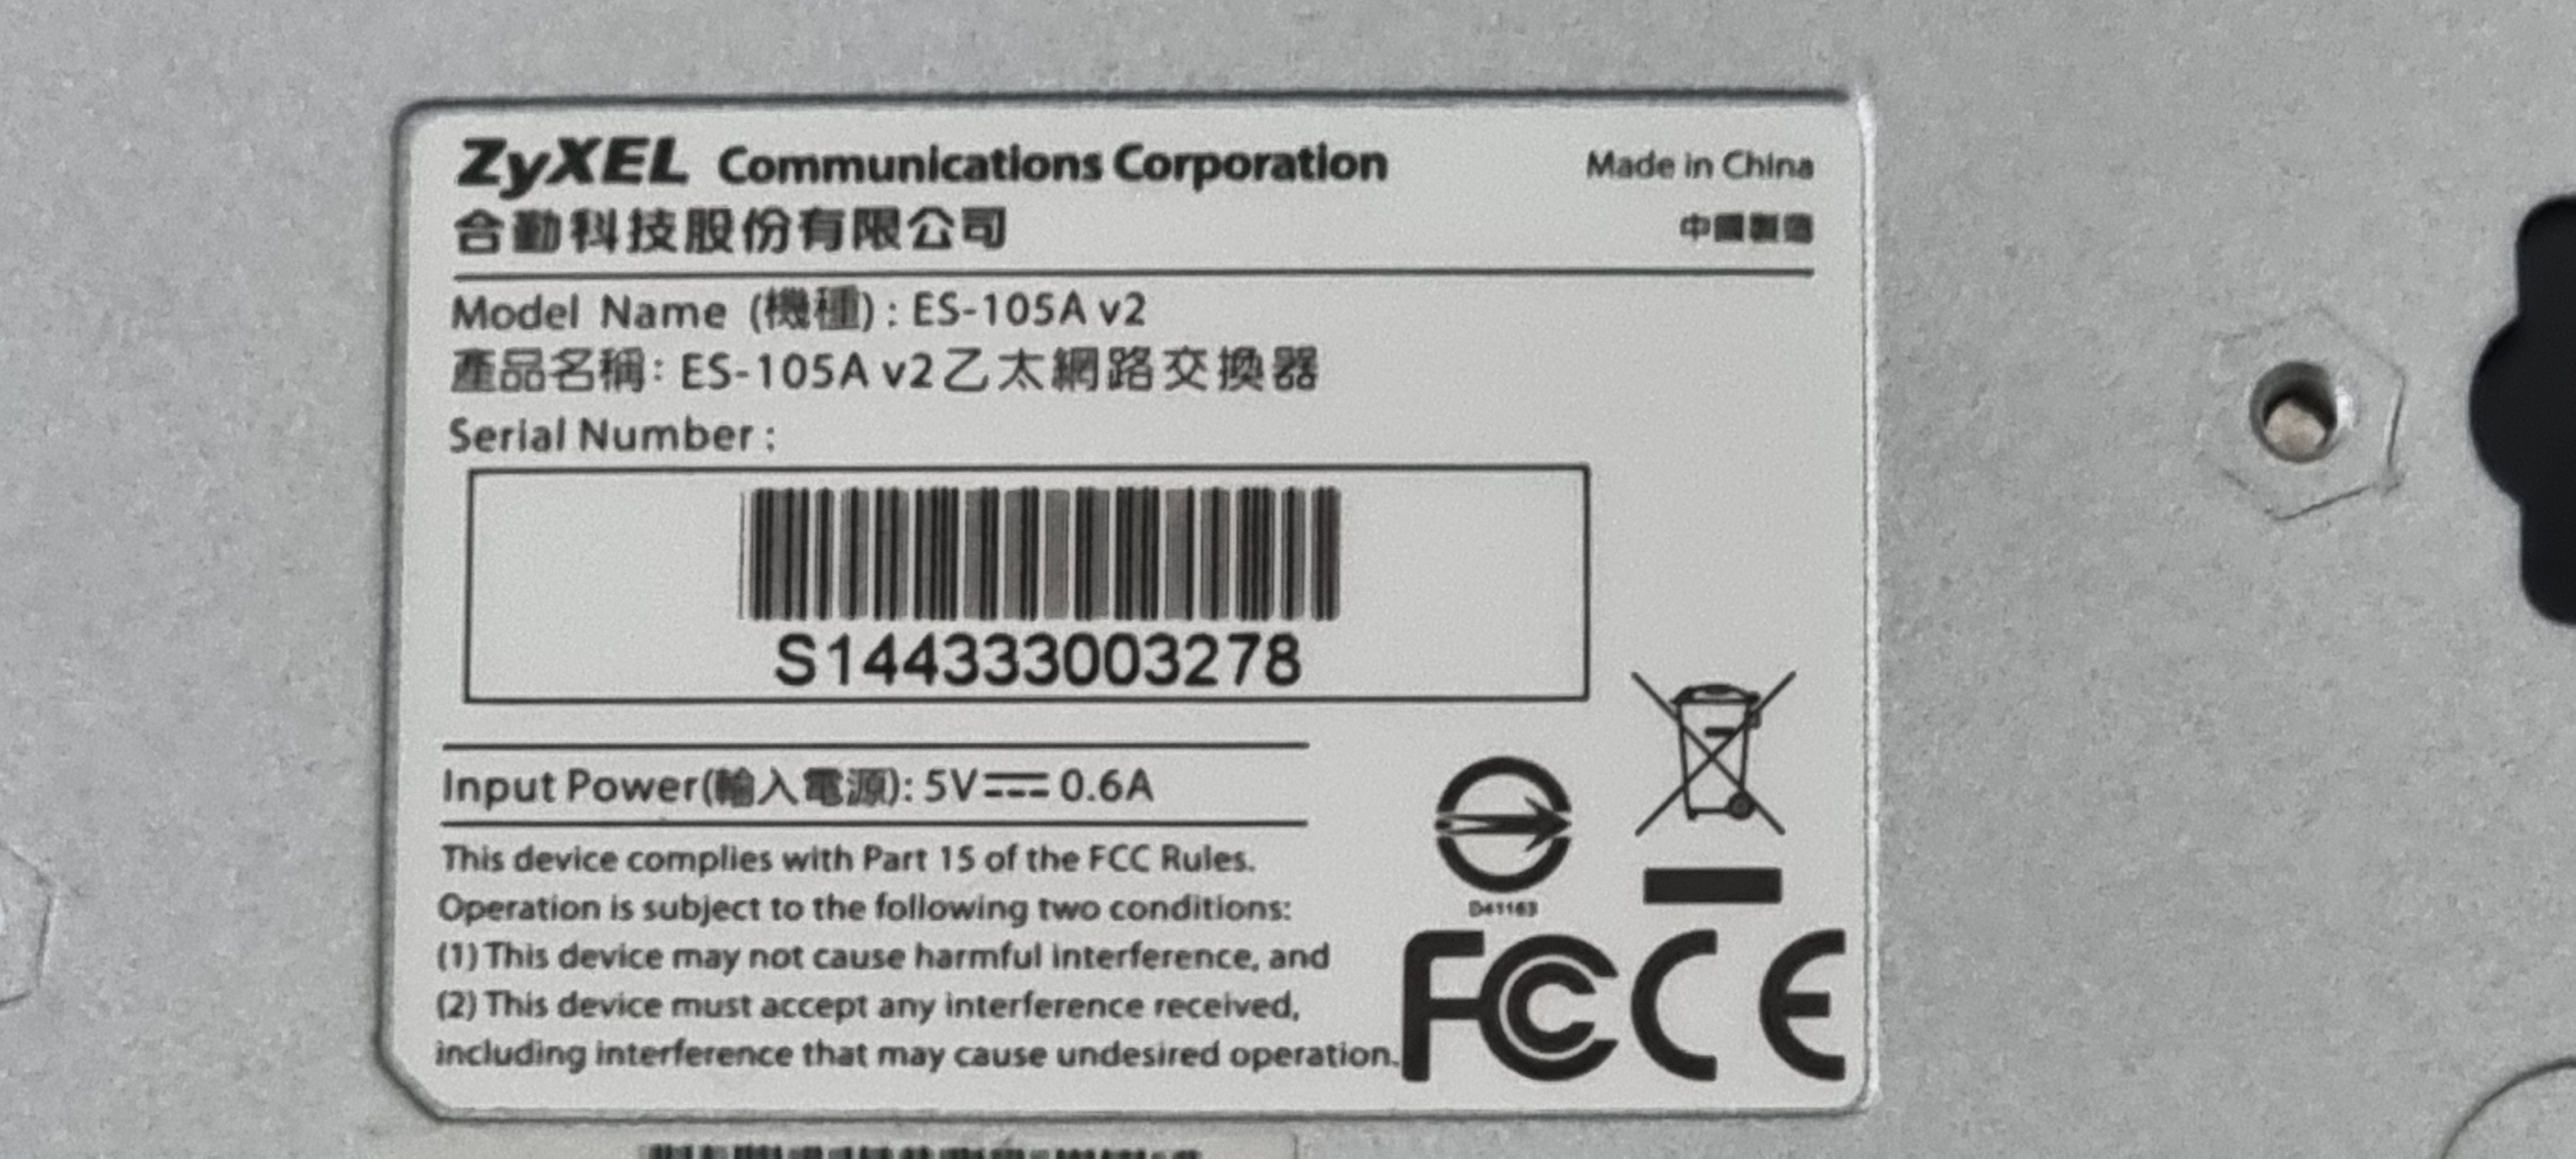 ZyXEL Communications Corporation
Made in China
合勤科技股份有限公司
中國製造
Model Name (機種) : ES-105A v2
產品名稱: ES-105A v2乙太網路交換器
Serial Number :
S144333003278
Input Power(輸入電源): 5V⎓0.6A
This device complies with Part 15 of the FCC Rules.
Operation is subject to the following two conditions:
(1) This device may not cause harmful interference, and
(2) This device must accept any interference received,
including interference that may cause undesired operation.
D41163
FC CE